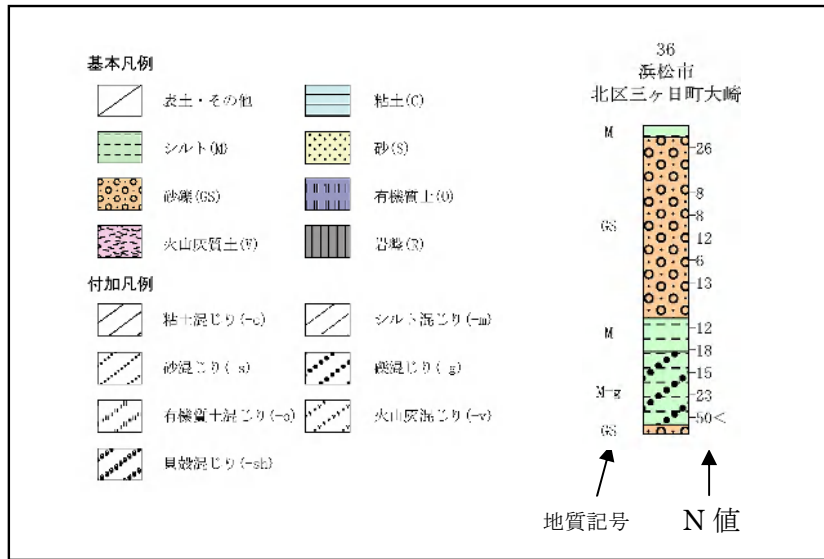 基本凡例
表土・その他
粘土(C)
シルト(M)
砂(S)
砂礫(GS)
有機質土(O)
火山灰質土(V)
岩盤(R)
付加凡例
粘土混じり(-c)
シルト混じり(-m)
砂混じり(-s)
礫混じり(-g)
有機質土混じり(-o)
火山灰混じり(-v)
貝殻混じり(-sh)
36
浜松市
北区三ヶ日町大崎
M
26
8
GS
8
12
6
13
M
12
18
15
M-g
23
50<
GS
地質記号
N 値